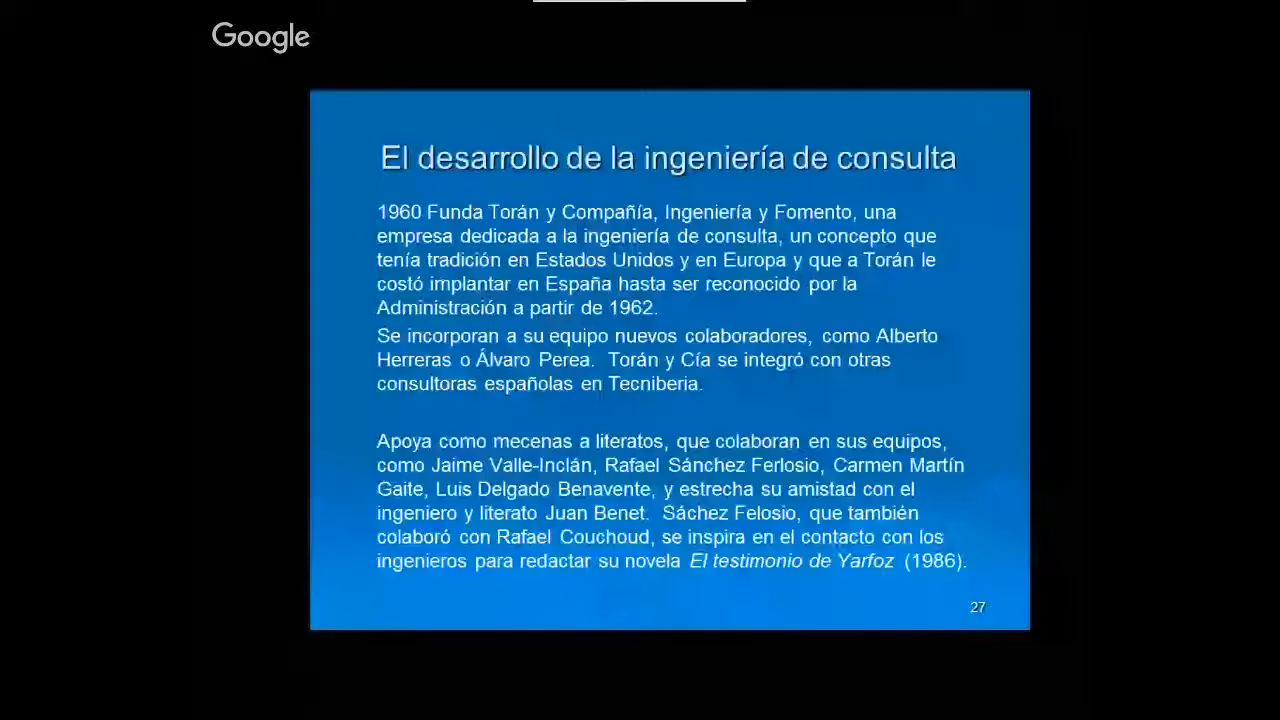 Google
El desarrollo de la ingeniería de consulta
1960 Funda Torán y Compañía, Ingeniería y Fomento, una
empresa dedicada a la ingeniería de consulta, un concepto que
tenía tradición en Estados Unidos y en Europa y que a Torán le
costó implantar en España hasta ser reconocido por la
Administración a partir de 1962.
Se incorporan a su equipo nuevos colaboradores, como Alberto
Herreras o Álvaro Perea. Torán y Cía se integró con otras
consultoras españolas en Tecniberia.
Apoya como mecenas a literatos, que colaboran en sus equipos,
como Jaime Valle-Inclán, Rafael Sánchez Ferlosio, Carmen Martín
Gaite, Luis Delgado Benavente, y estrecha su amistad con el
ingeniero y literato Juan Benet. Sáchez Felosio, que también
colaboró con Rafael Couchoud, se inspira en el contacto con los
ingenieros para redactar su novela El testimonio de Yarfoz (1986).
27